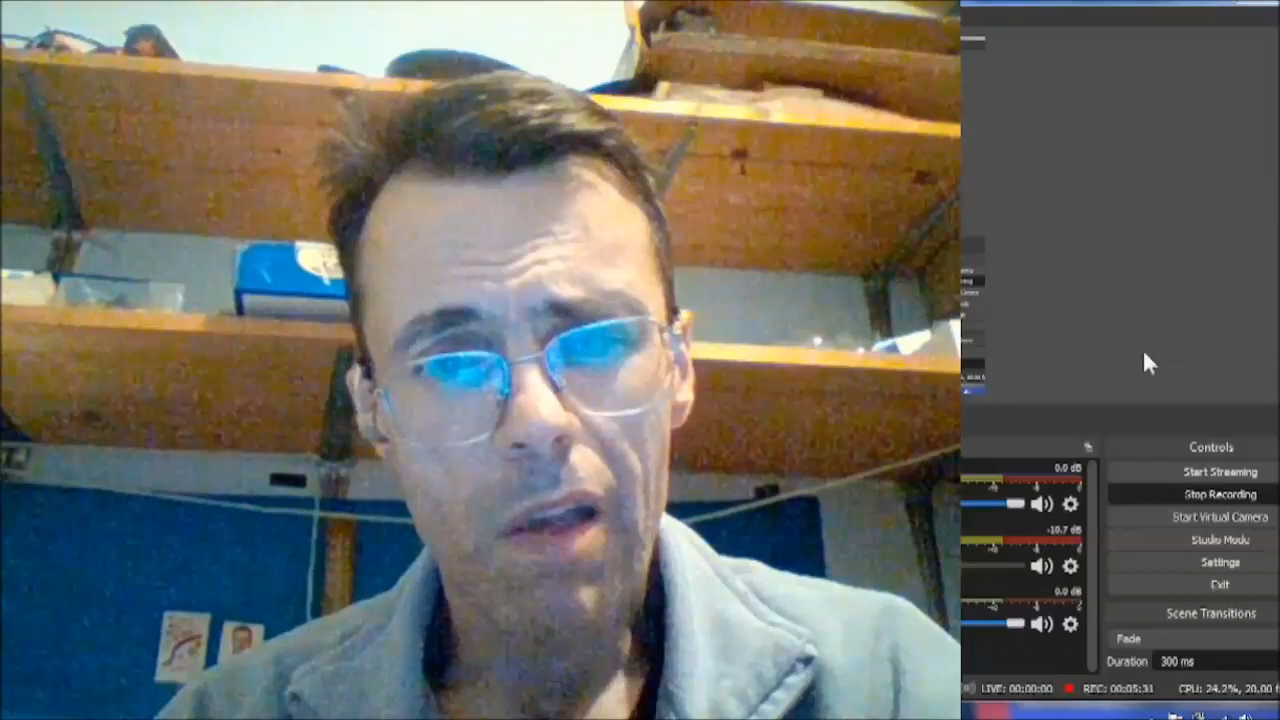 Controls
0.0 dB
Start Streaming
Stop Recording
Start Virtual Camera
-10.7 dB
Studio Mode
Settings
Exit
0.0 dB
Scene Transitions
Fade
Duration 300 ms
LIVE: 00:00:00 REC: 00:05:31 CPU: 24.2%, 20.00 f